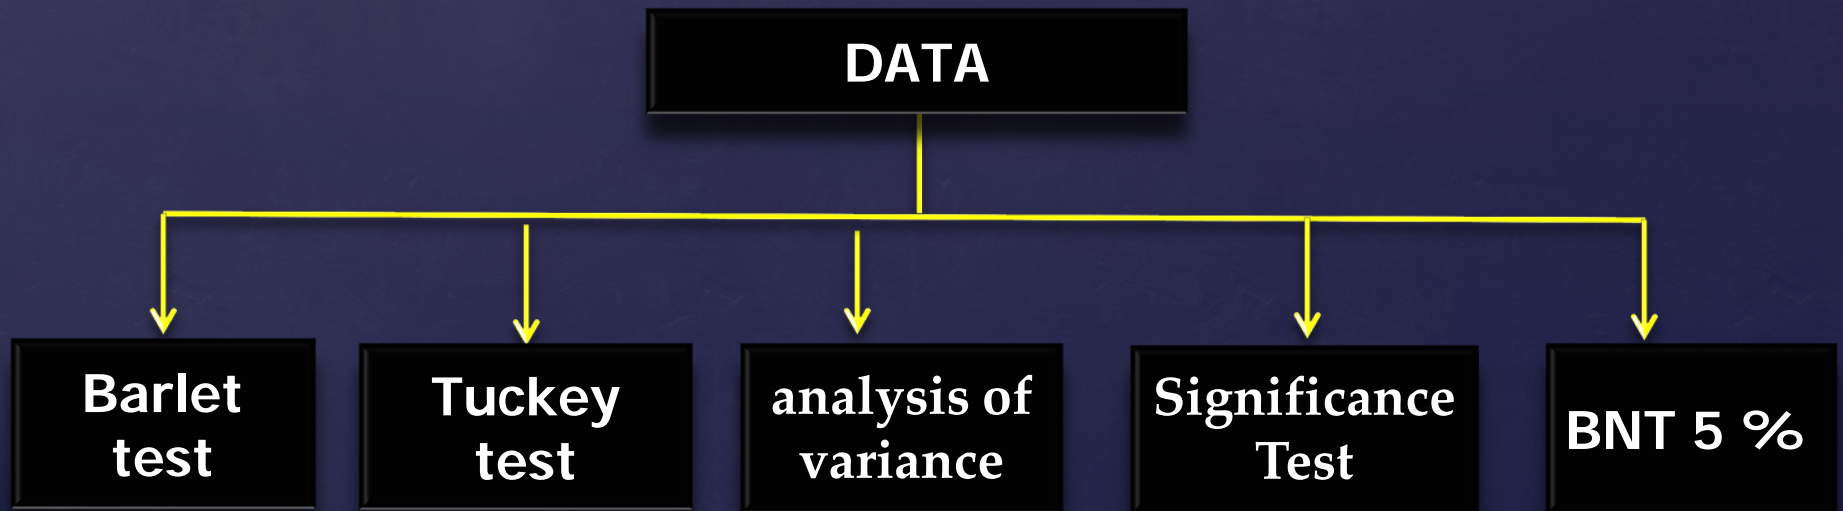 DATA
Barlet
test
Tuckey
test
analysis of
variance
Significance
Test
BNT 5 %